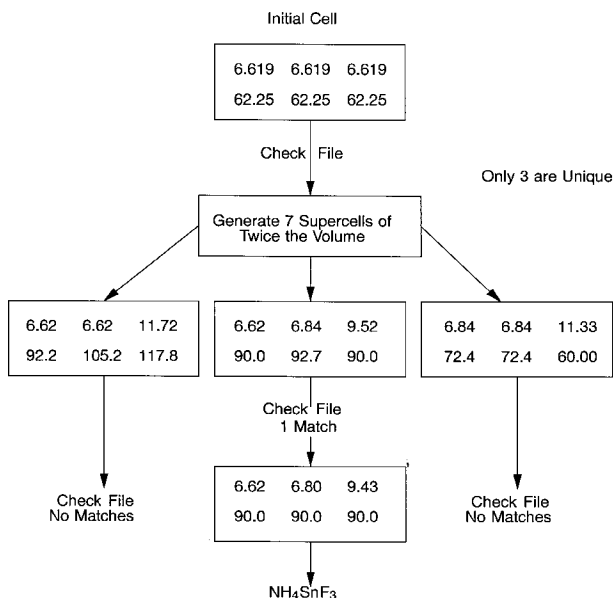 Initial Cell
6.619 6.619 6.619
62.25 62.25 62.25
Check File
Only 3 are Unique
Generate 7 Supercells of
Twice the Volume
6.62 6.62 11.72
92.2 105.2 117.8
6.62 6.84 9.52
90.0 92.7 90.0
6.84 6.84 11.33
72.4 72.4 60.00
Check File
1 Match
Check File
No Matches
6.62 6.80 9.43
90.0 90.0 90.0
Check File
No Matches
NH₄SnF₃